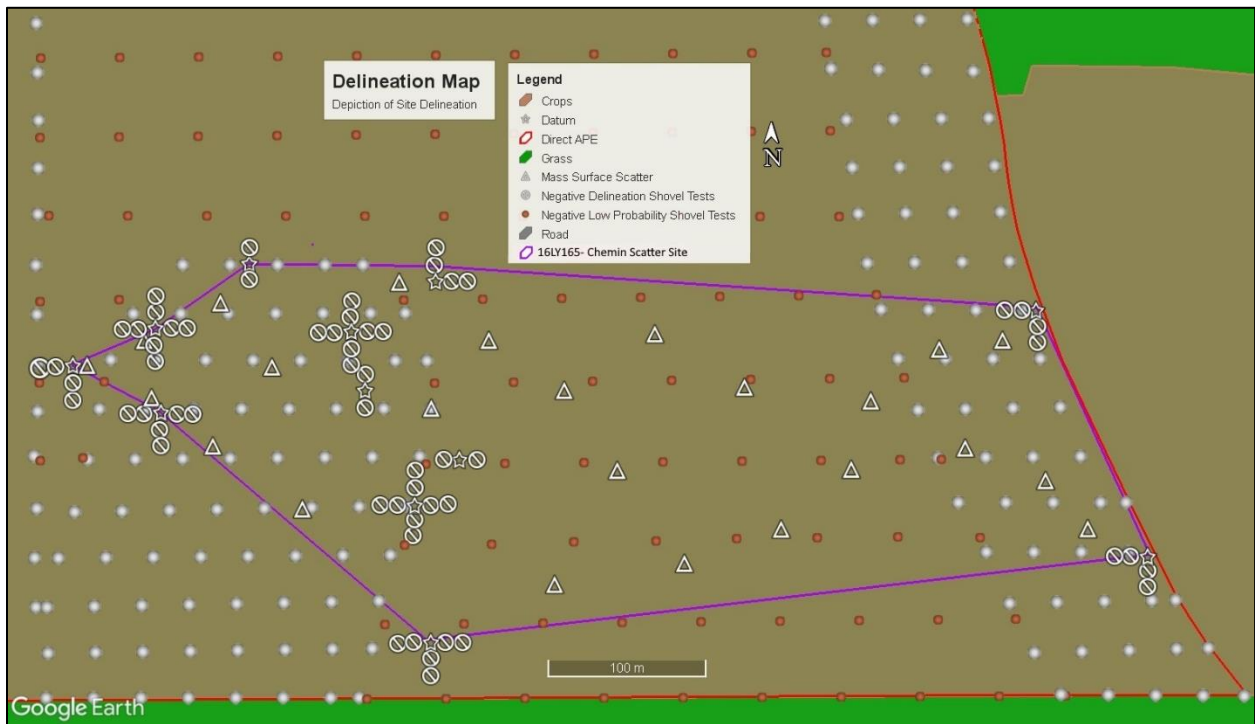 Delineation Map
Depiction of Site Delineation
Legend
Crops
Datum
Direct APE
Grass
Mass Surface Scatter
Negative Delineation Shovel Tests
Negative Low Probability Shovel Tests
Road
16LY165- Chemin Scatter Site
N
100 m
Google Earth